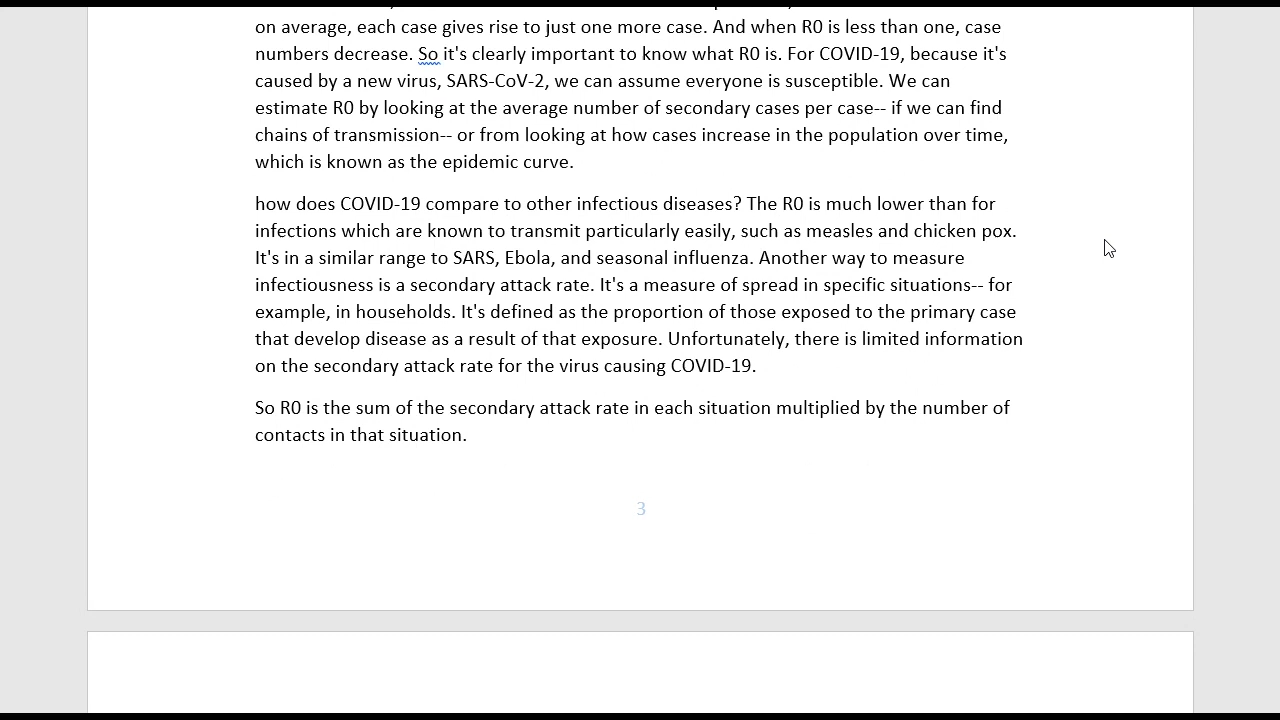 on average, each case gives rise to just one more case. And when R0 is less than one, case
numbers decrease. So it's clearly important to know what R0 is. For COVID-19, because it's
caused by a new virus, SARS-CoV-2, we can assume everyone is susceptible. We can
estimate R0 by looking at the average number of secondary cases per case-- if we can find
chains of transmission-- or from looking at how cases increase in the population over time,
which is known as the epidemic curve.
how does COVID-19 compare to other infectious diseases? The R0 is much lower than for
infections which are known to transmit particularly easily, such as measles and chicken pox.
It's in a similar range to SARS, Ebola, and seasonal influenza. Another way to measure
infectiousness is a secondary attack rate. It's a measure of spread in specific situations-- for
example, in households. It's defined as the proportion of those exposed to the primary case
that develop disease as a result of that exposure. Unfortunately, there is limited information
on the secondary attack rate for the virus causing COVID-19.
So R0 is the sum of the secondary attack rate in each situation multiplied by the number of
contacts in that situation.
3